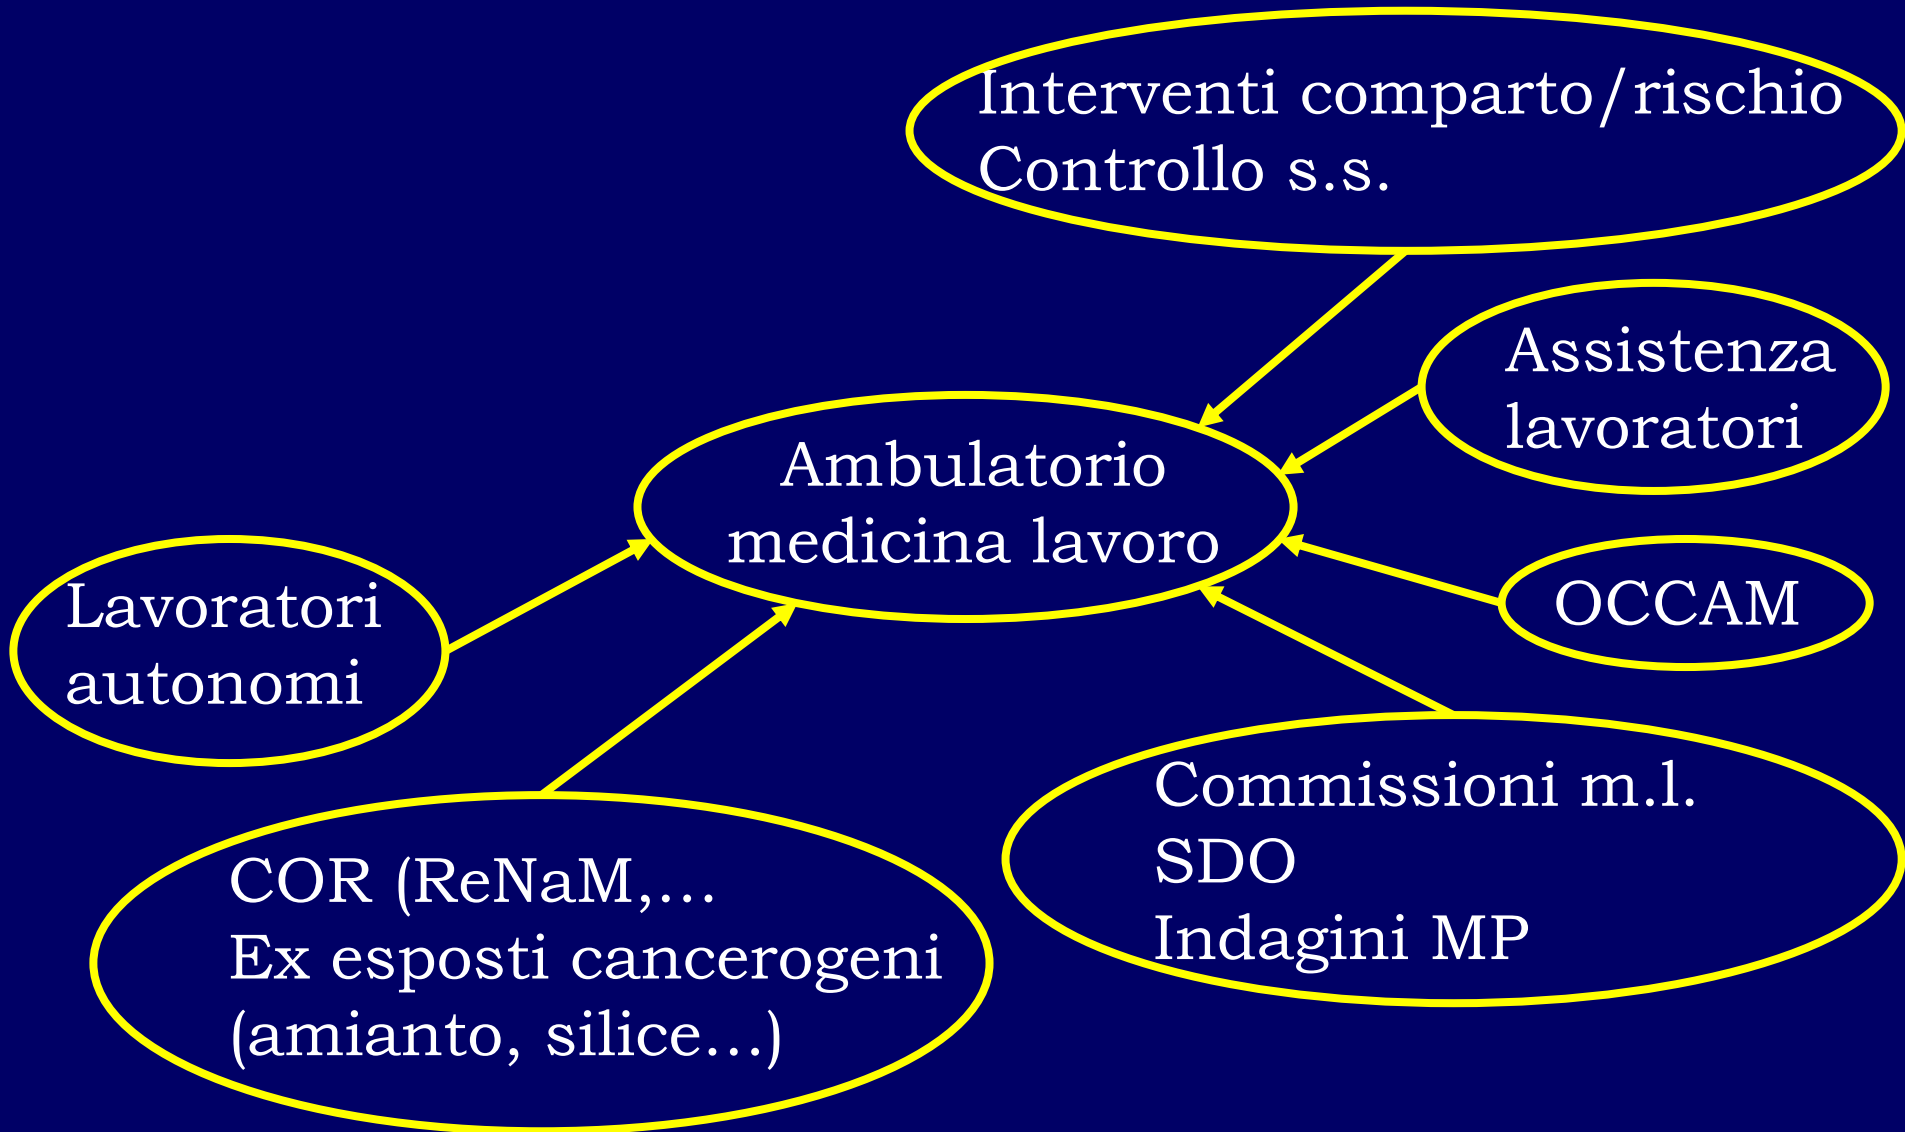 Interventi comparto/rischio
Controllo s.s.
Assistenza
lavoratori
Ambulatorio
medicina lavoro
Lavoratori
autonomi
OCCAM
Commissioni m.l.
SDO
Indagini MP
COR (ReNaM,…
Ex esposti cancerogeni
(amianto, silice…)